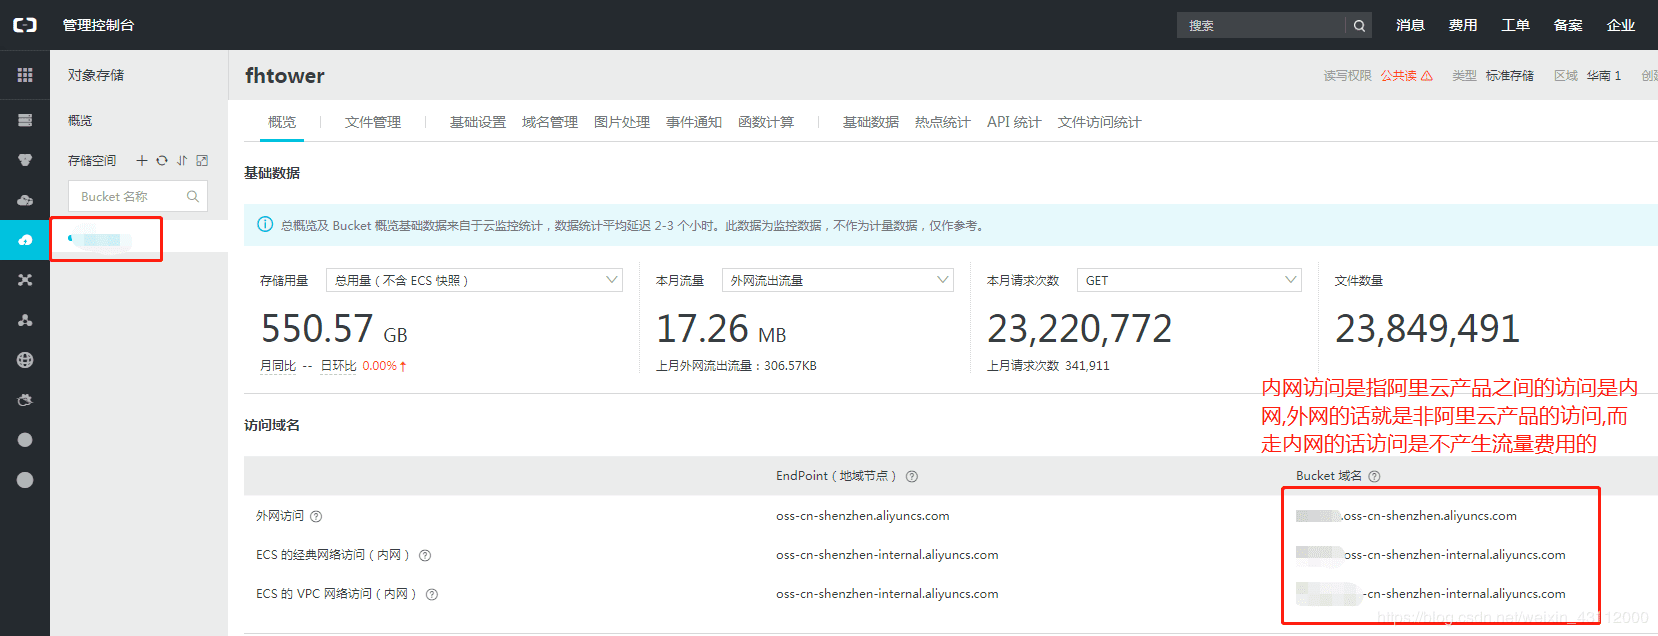 管理控制台
搜索
消息 费用 工单 备案 企业
对象存储
fhtower
读写权限 公共读 类型 标准存储 区域 华南 1 创建
概览
存储空间
Bucket 名称
概览 文件管理 基础设置 域名管理 图片处理 事件通知 函数计算 基础数据 热点统计 API 统计 文件访问统计
基础数据
总概览及 Bucket 概览基础数据来自于云监控统计，数据统计平均延迟 2-3 个小时。此数据为监控数据，不作为计量数据，仅作参考。
存储用量 总用量（不含 ECS 快照） 本月流量 外网流出流量 本月请求次数 GET 文件数量
550.57 GB 17.26 MB 23,220,772 23,849,491
月同比 -- 日环比 0.00% 上月外网流出流量：306.57KB 上月请求次数 341,911
内网访问是指阿里云产品之间的访问是内
网,外网的话就是非阿里云产品的访问,而
走内网的话访问是不产生流量费用的
访问域名
EndPoint（地域节点） Bucket 域名
外网访问 oss-cn-shenzhen.aliyuncs.com .oss-cn-shenzhen.aliyuncs.com
ECS 的经典网络访问（内网） oss-cn-shenzhen-internal.aliyuncs.com oss-cn-shenzhen-internal.aliyuncs.com
ECS 的 VPC 网络访问（内网） oss-cn-shenzhen-internal.aliyuncs.com -cn-shenzhen-internal.aliyuncs.com